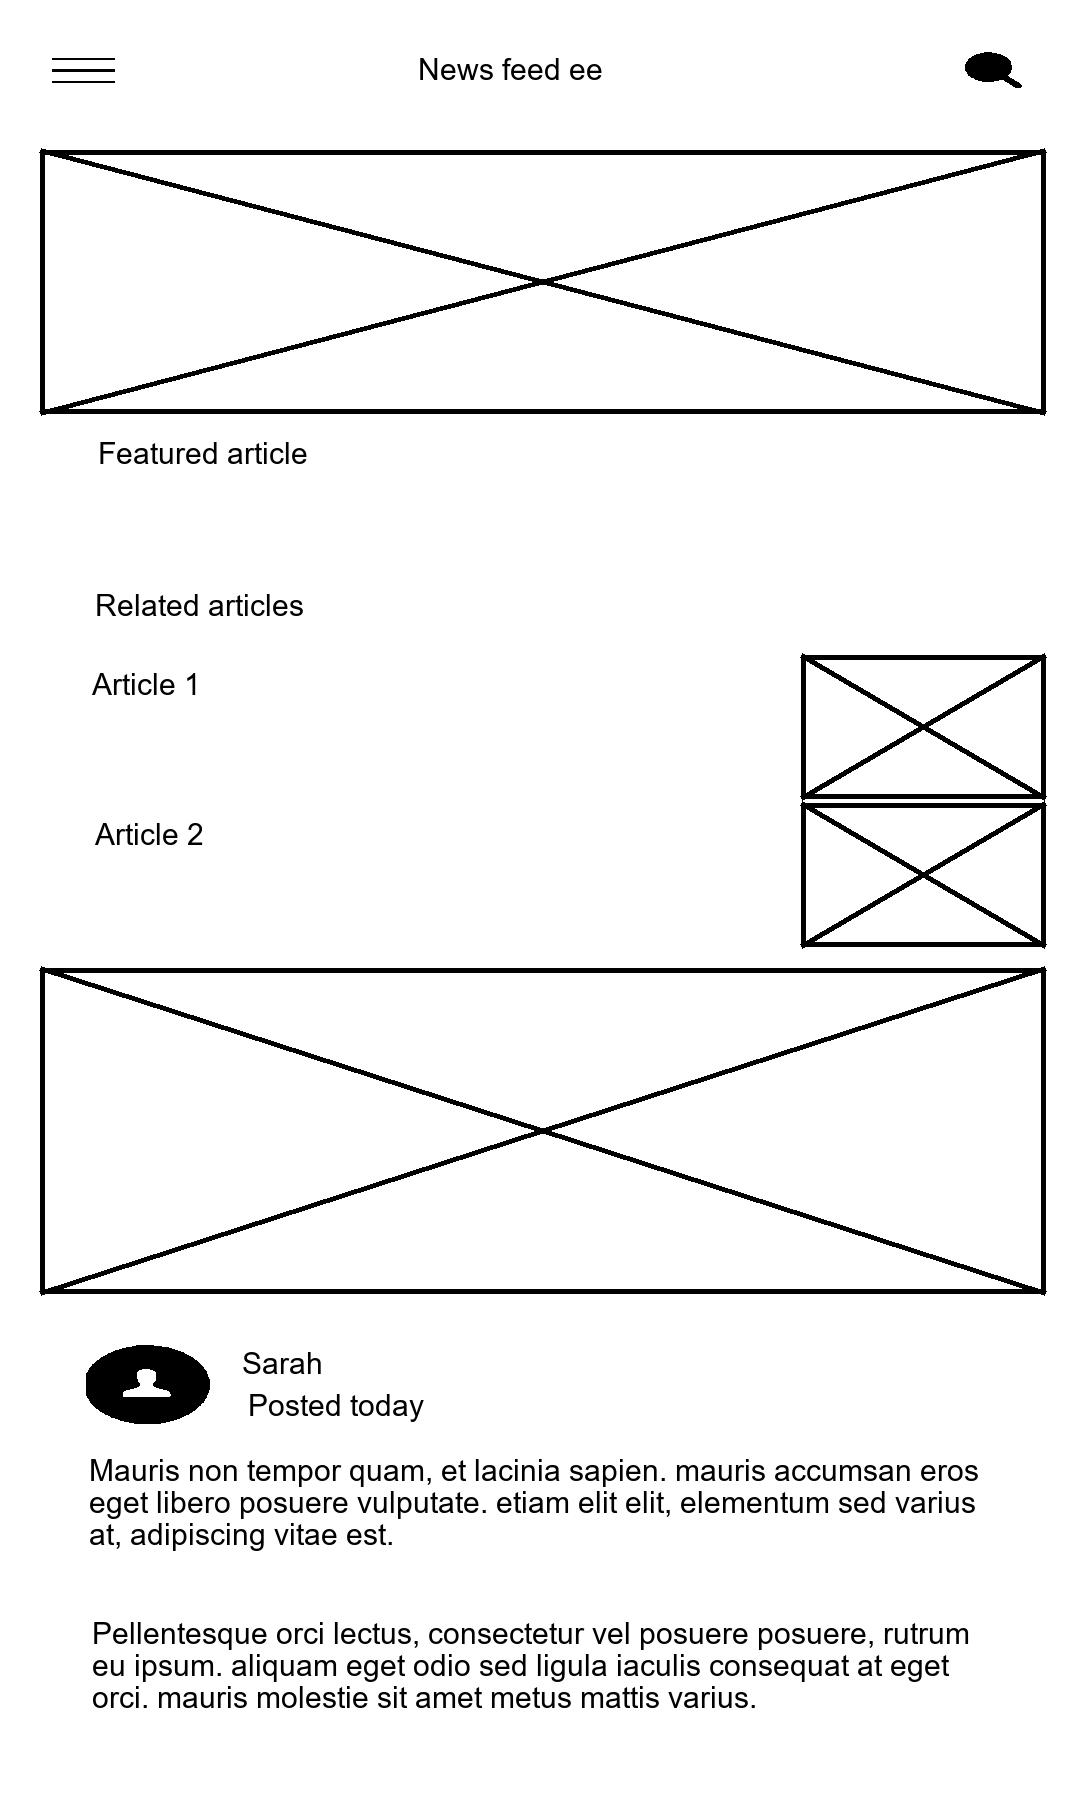 News feed ee
Featured article
Related articles
Article 1
Article 2
Sarah
Posted today
Mauris non tempor quam, et lacinia sapien. mauris accumsan eros
eget libero posuere vulputate. etiam elit elit, elementum sed varius
at, adipiscing vitae est.
Pellentesque orci lectus, consectetur vel posuere posuere, rutrum
eu ipsum. aliquam eget odio sed ligula iaculis consequat at eget
orci. mauris molestie sit amet metus mattis varius.